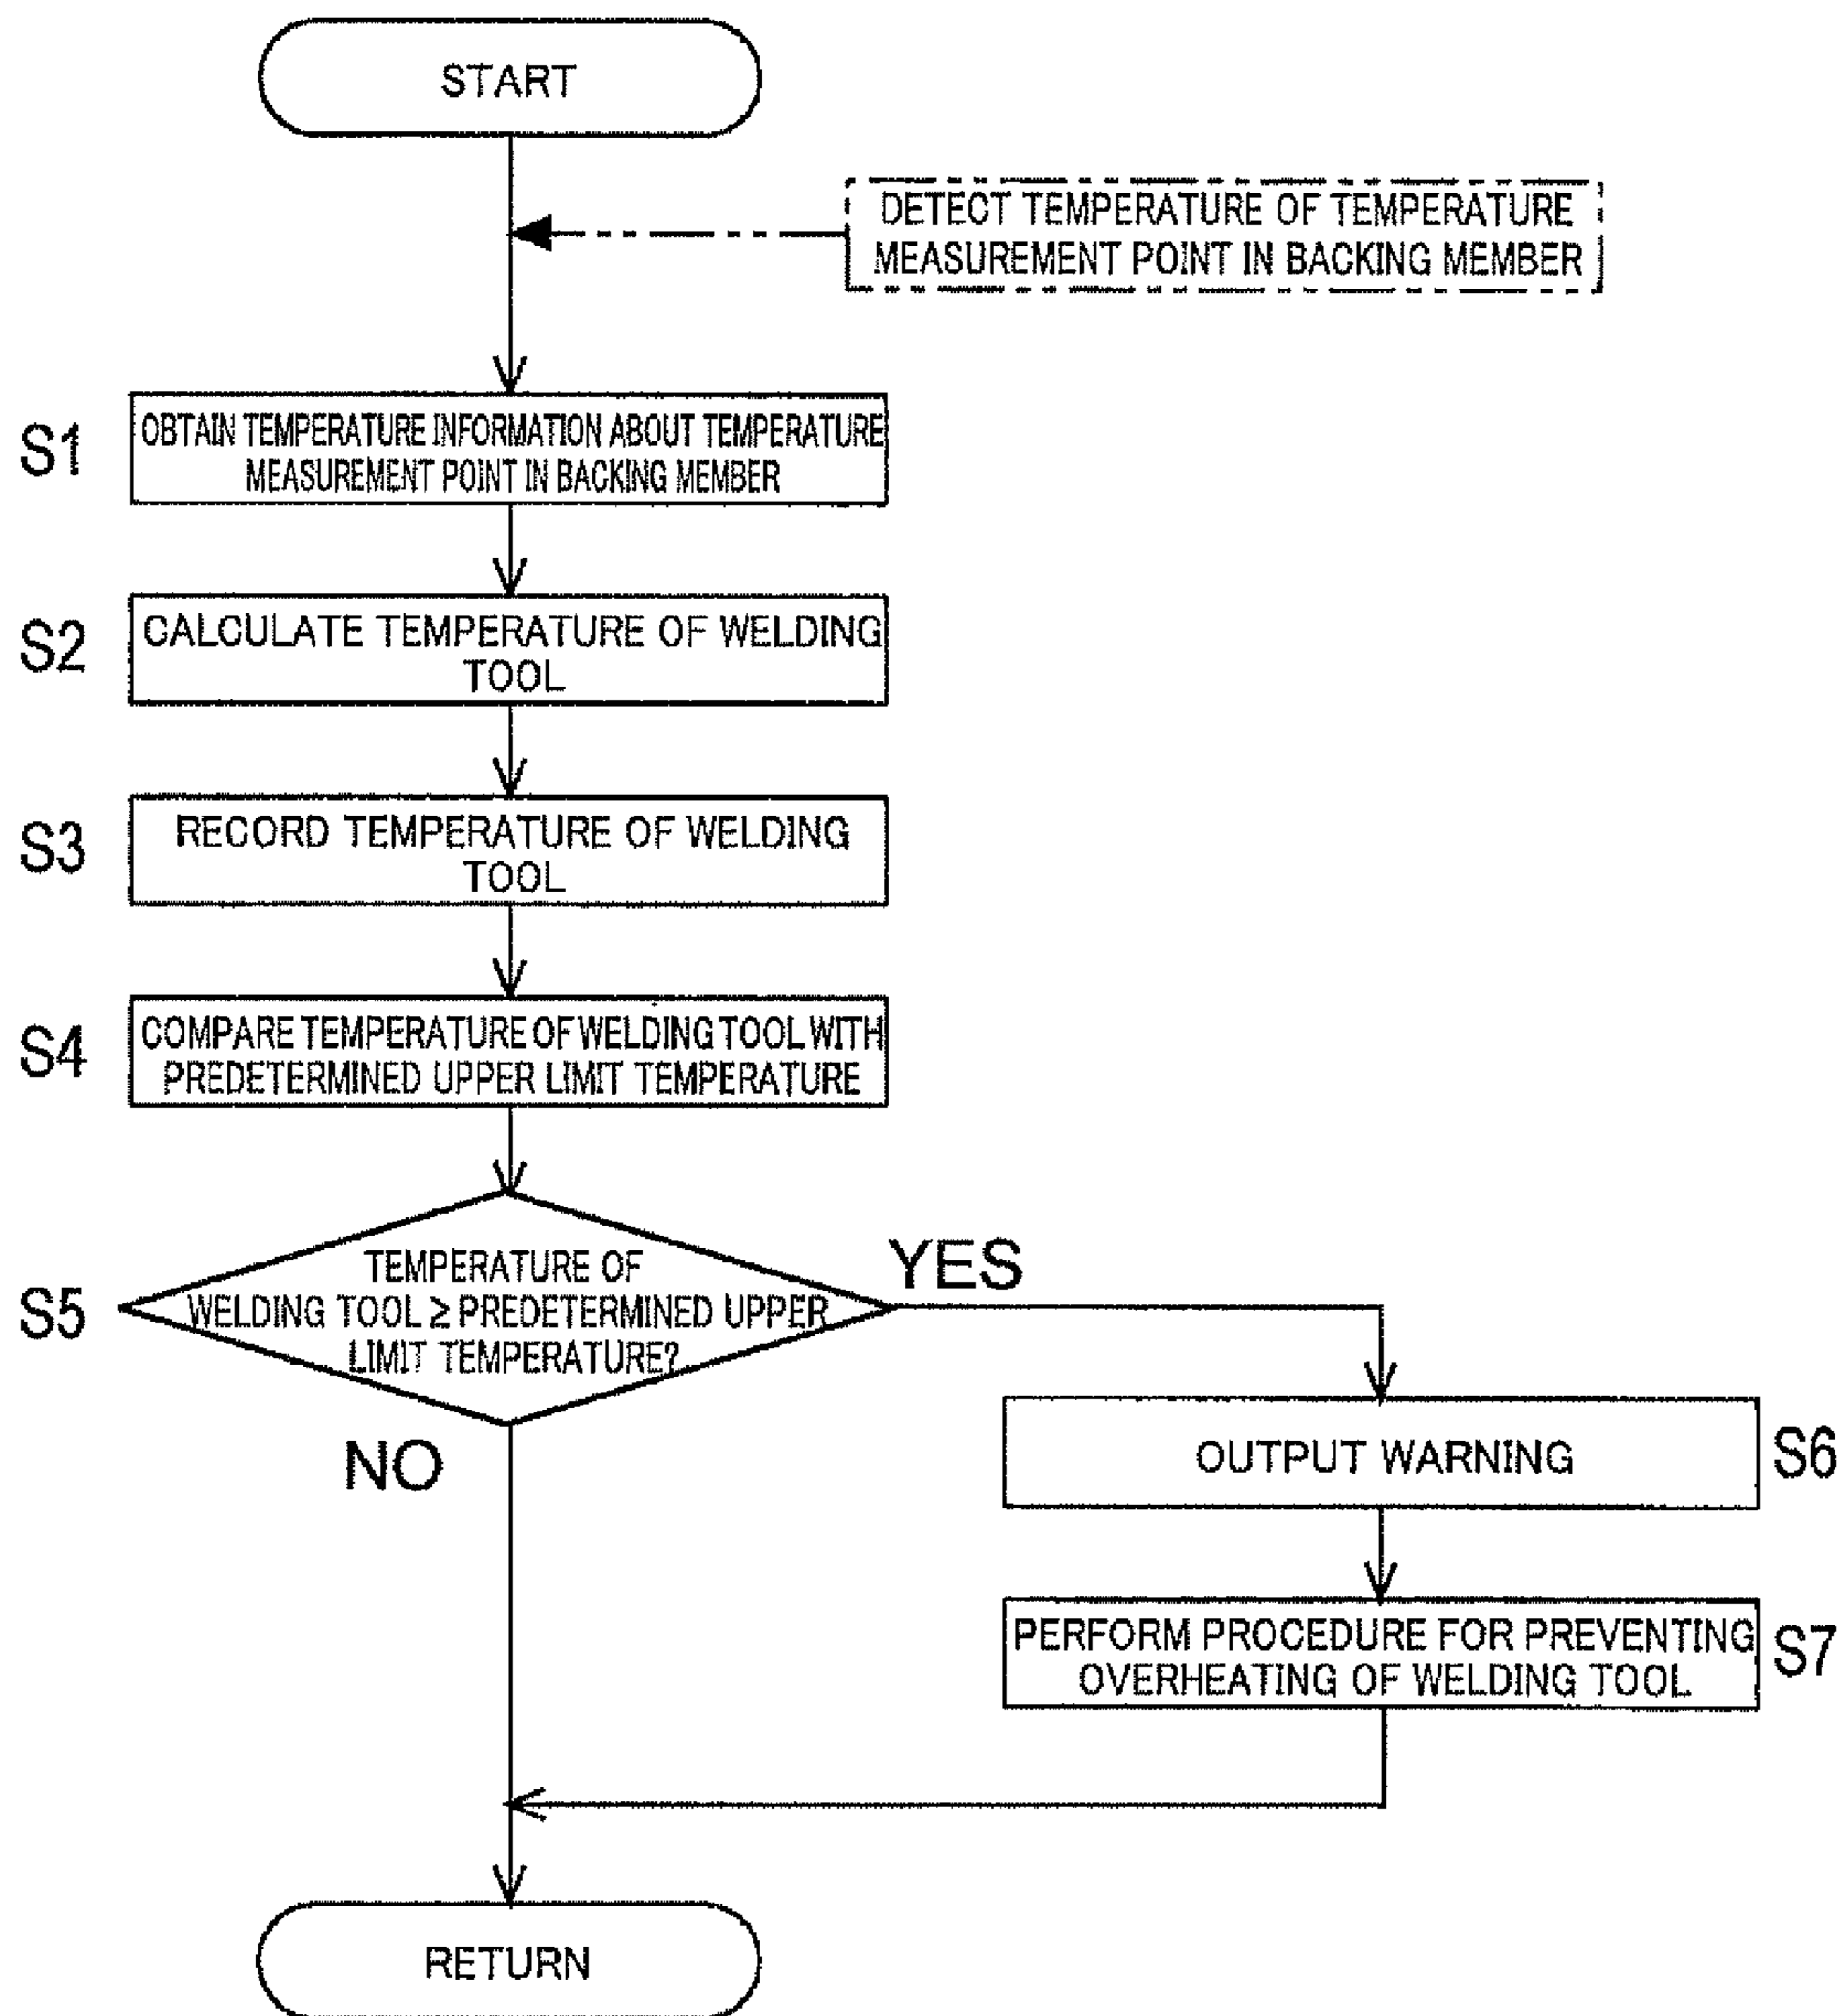 START
DETECT TEMPERATURE OF TEMPERATURE
MEASUREMENT POINT IN BACKING MEMBER
S1
OBTAIN TEMPERATURE INFORMATION ABOUT TEMPERATURE
MEASUREMENT POINT IN BACKING MEMBER
S2
CALCULATE TEMPERATURE OF WELDING
TOOL
S3
RECORD TEMPERATURE OF WELDING
TOOL
S4
COMPARE TEMPERATURE OF WELDING TOOL WITH
PREDETERMINED UPPER LIMIT TEMPERATURE
S5
TEMPERATURE OF
WELDING TOOL ≥ PREDETERMINED UPPER
LIMIT TEMPERATURE?
YES
NO
OUTPUT WARNING
S6
PERFORM PROCEDURE FOR PREVENTING
OVERHEATING OF WELDING TOOL
S7
RETURN